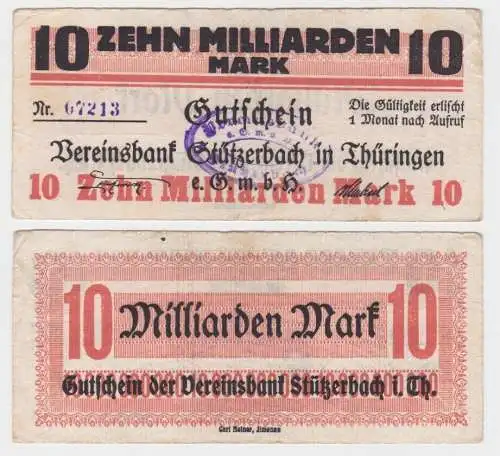 10 ZEHN MILLIARDEN 10
MARK
Nr. 67213
Gutschein
Die Gültigkeit erlischt
1 Monat nach Aufruf
Vereinsbank Stützerbach in Thüringen
e. G. m. b. H.
10 Zehn Milliarden Mark 10
10 Milliarden Mark 10
Gutschein der Vereinsbank Stützerbach i. Th.